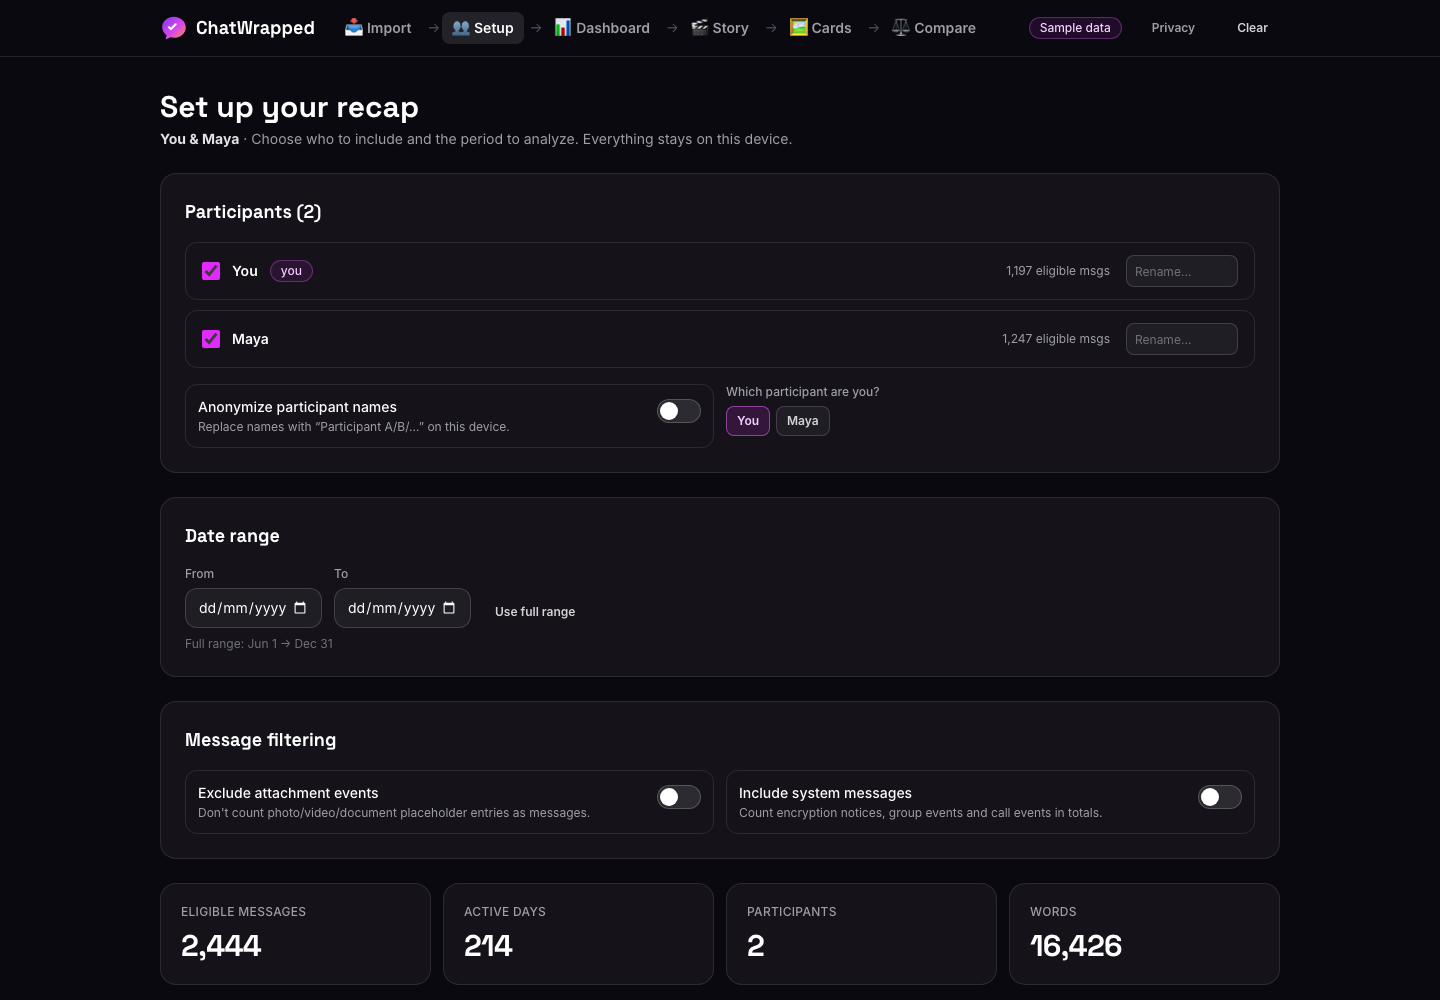 ChatWrapped
Import → Setup → Dashboard → Story → Cards → Compare
Sample data
Privacy
Clear
Set up your recap
You & Maya · Choose who to include and the period to analyze. Everything stays on this device.
Participants (2)
You you 1,197 eligible msgs Rename...
Maya 1,247 eligible msgs Rename...
Anonymize participant names
Replace names with “Participant A/B/…” on this device.
Which participant are you?
You Maya
Date range
From To
dd/mm/yyyy dd/mm/yyyy Use full range
Full range: Jun 1 → Dec 31
Message filtering
Exclude attachment events
Don't count photo/video/document placeholder entries as messages.
Include system messages
Count encryption notices, group events and call events in totals.
ELIGIBLE MESSAGES
2,444
ACTIVE DAYS
214
PARTICIPANTS
2
WORDS
16,426